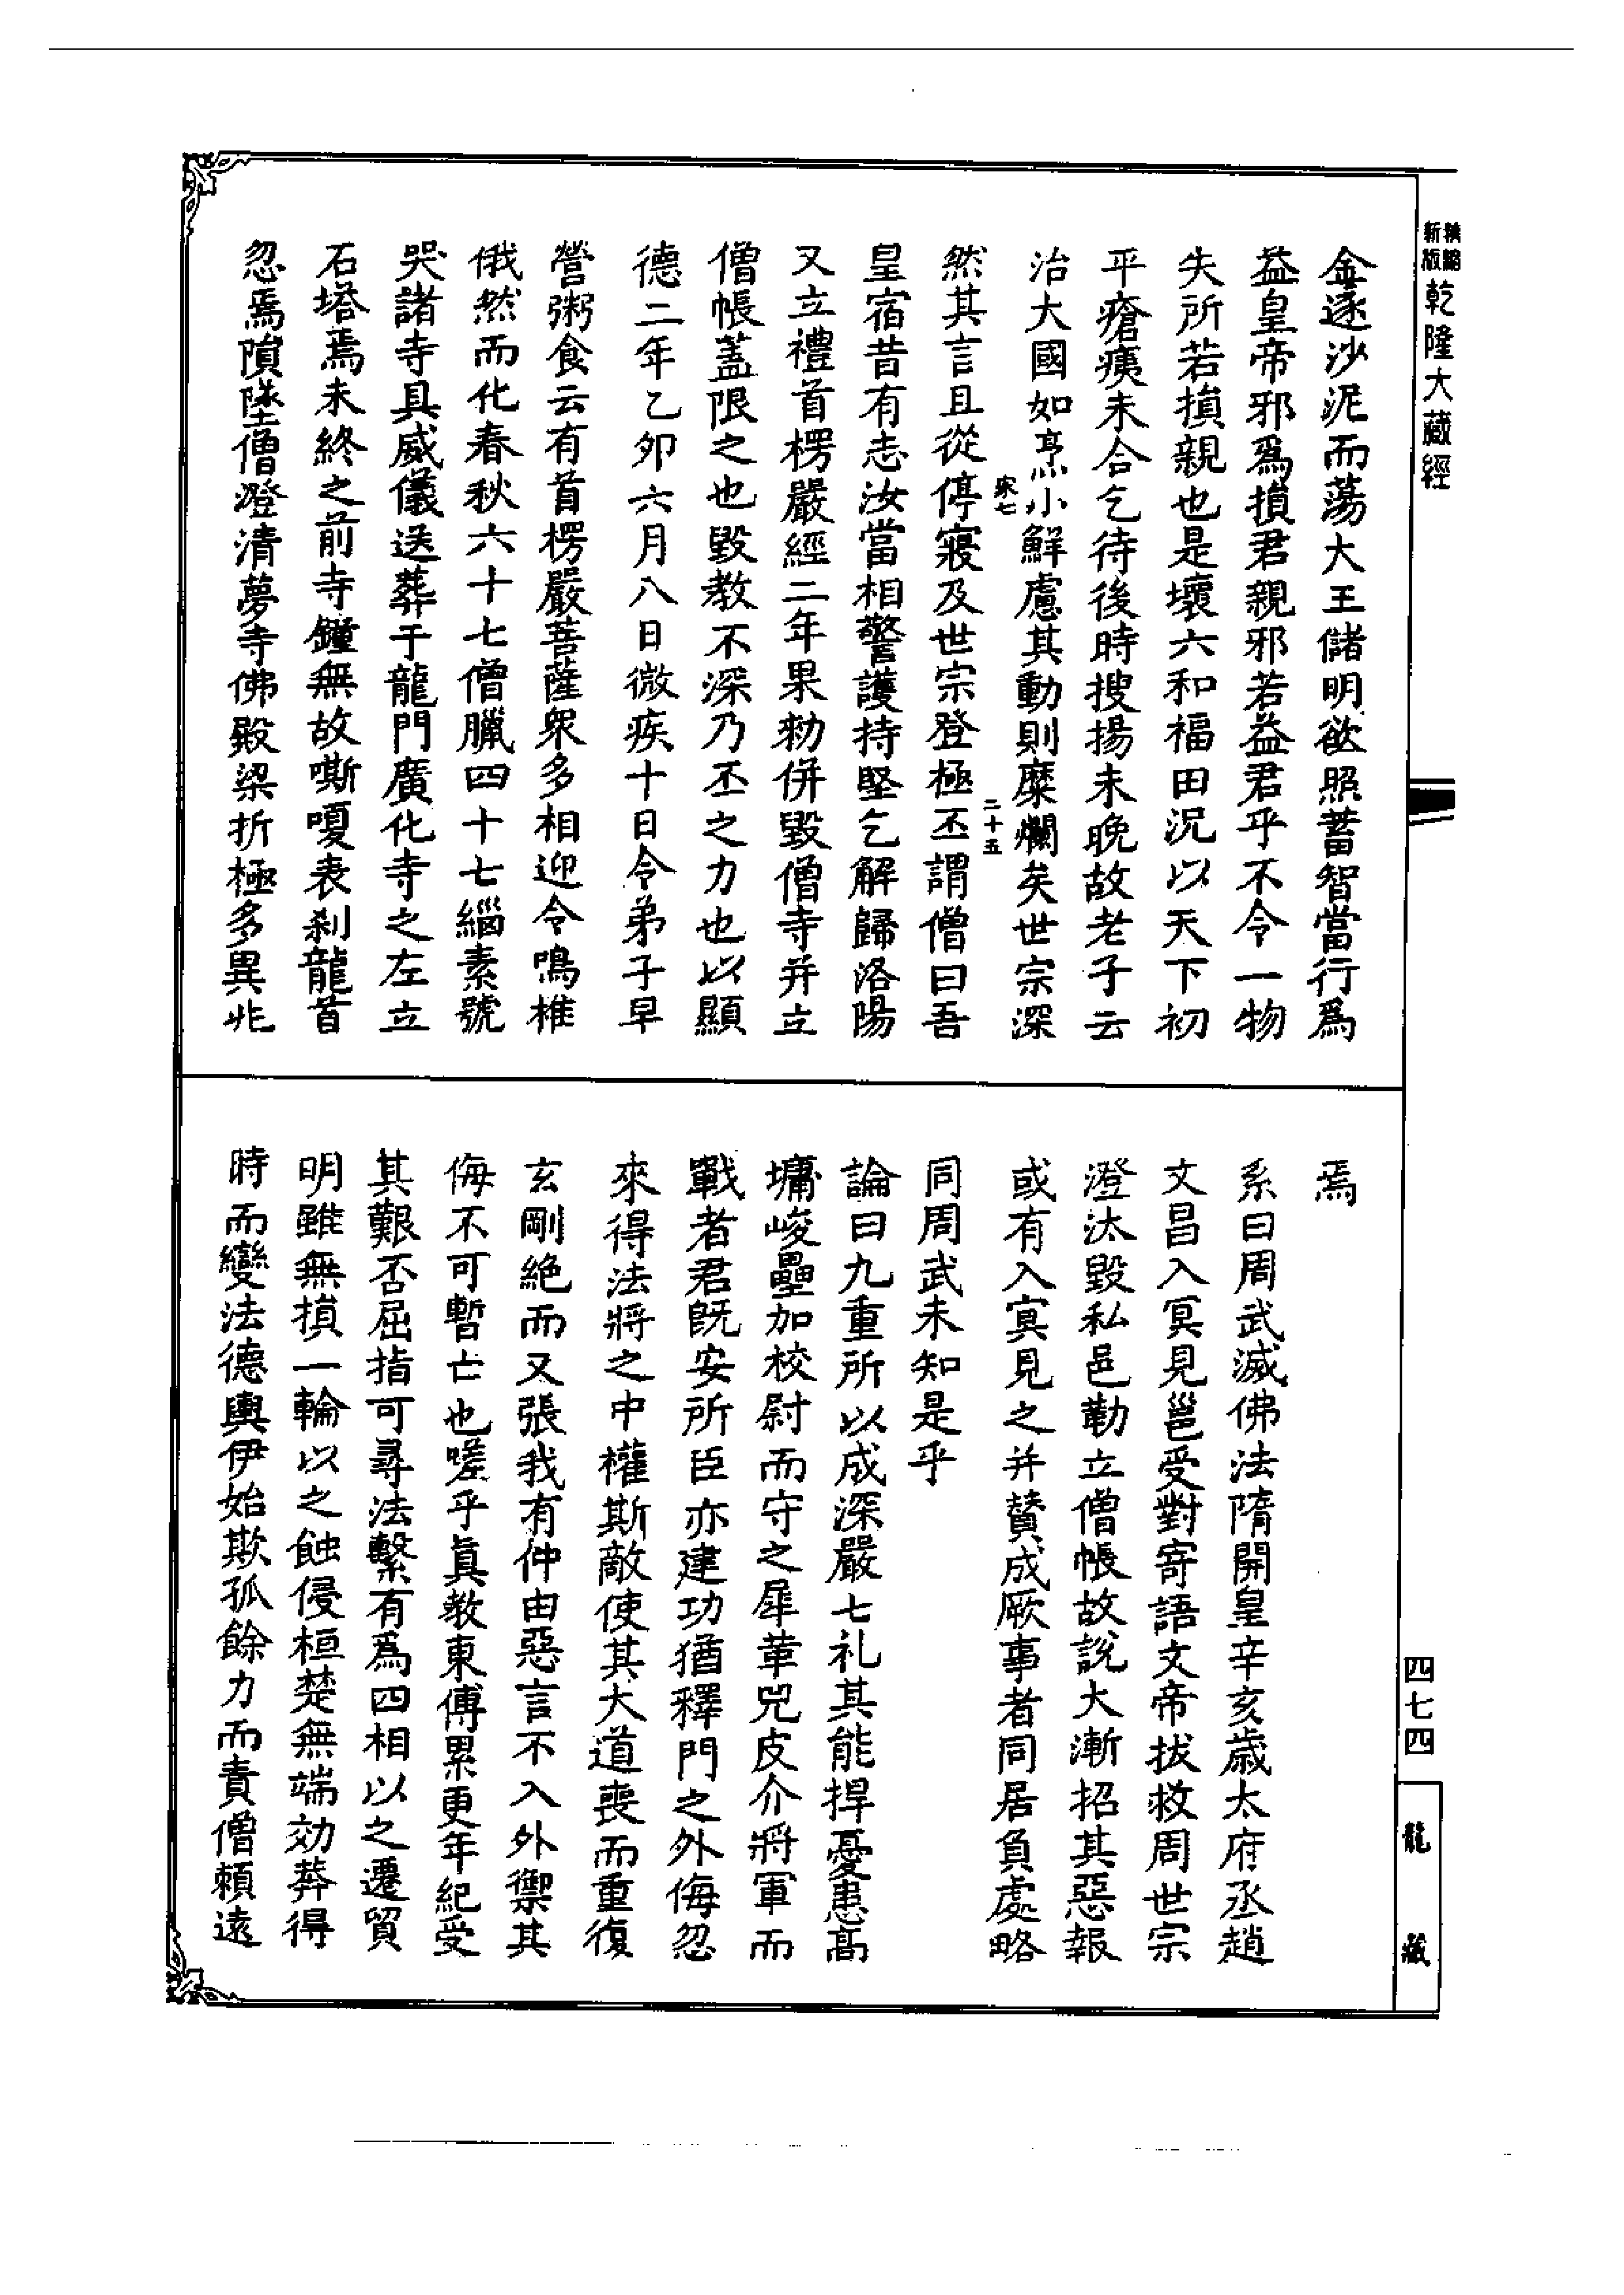 新版精縮乾隆大藏經
金逐沙泥而蕩大王儲明欲照蓄智當行爲
益皇帝邪爲損君親邪若益君乎不令一物
失所若損親也是壞六和福田況以天下初
平瘡痍未合乞待後時搜揚未晚故老子云
治大國如烹小鮮慮其動則糜爛矣世宗深
家七 二十五
然其言且從停寢及世宗登極丕謂僧曰吾
皇宿昔有志汝當相警護持堅乞解歸洛陽
又立禮首楞嚴經二年果勑併毀僧寺并立
僧帳蓋限之也毀教不深乃丕之力也以顯
德二年乙卯六月八日微疾十日令弟子早
營粥食云有首楞嚴菩薩衆多相迎令鳴椎
俄然而化春秋六十七僧臘四十七緇素號
哭諸寺具威儀送葬于龍門廣化寺之左立
石塔焉未終之前寺鐘無故嘶嗄表刹龍首
忽焉隕墜僧澄清夢寺佛殿梁折極多異兆
焉
系曰周武滅佛法隋開皇辛亥歲太府丞趙
文昌入冥見邕受對寄語文帝拔救周世宗
澄汰毀私邑勒立僧帳故說大漸招其惡報
或有入冥見之并贊成厥事者同居負處略
同周武未知是乎
論曰九重所以成深嚴七礼其能捍憂患高
墉峻壘加校尉而守之犀革兕皮介將軍而
戰者君旣安所臣亦建功猶釋門之外侮忽
來得法將之中權斯敵使其大道喪而重復
玄剛絕而又張我有仲由惡言不入外禦其
侮不可暫亡也嗟乎眞教東傳累更年紀受
其艱否屈指可尋法繫有爲四相以之遷貿
明雖無損一輪以之蝕侵桓楚無端効莽得
時而變法德輿伊始欺孤餘力而責僧賴遠
四七四
龍藏